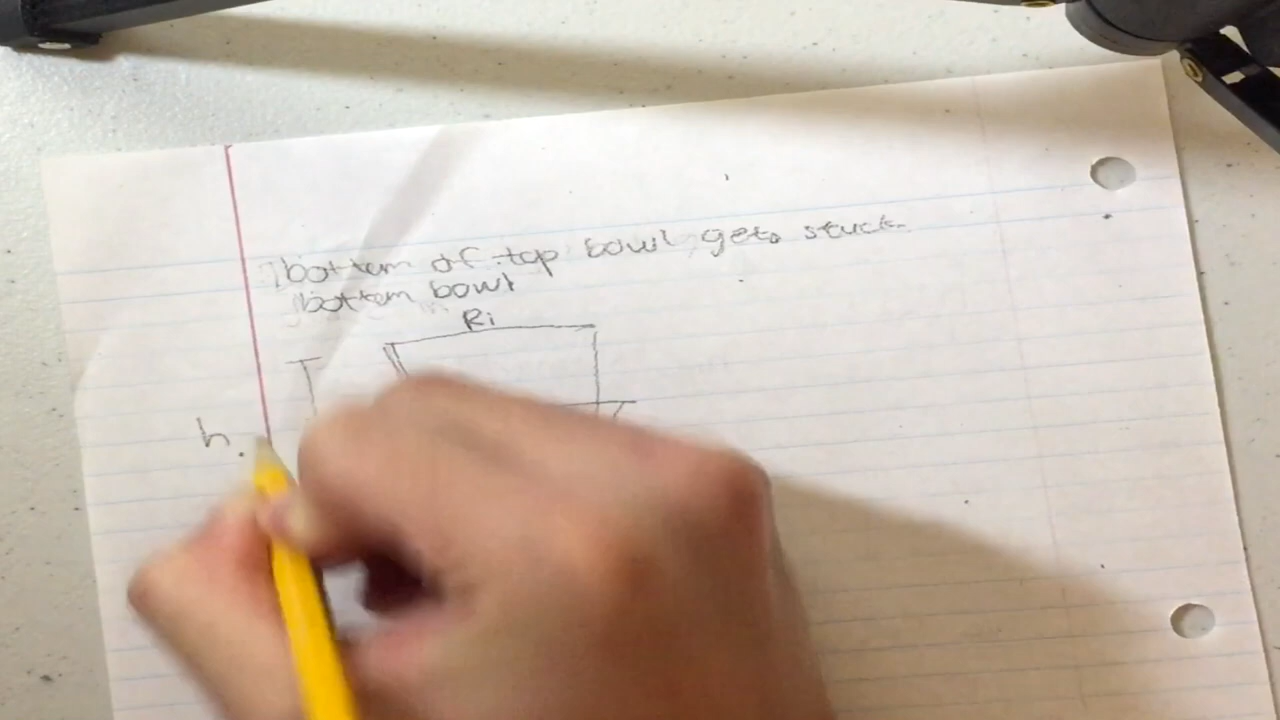 bottom of top bowl gets stuck
bottom bowl
Ri
h